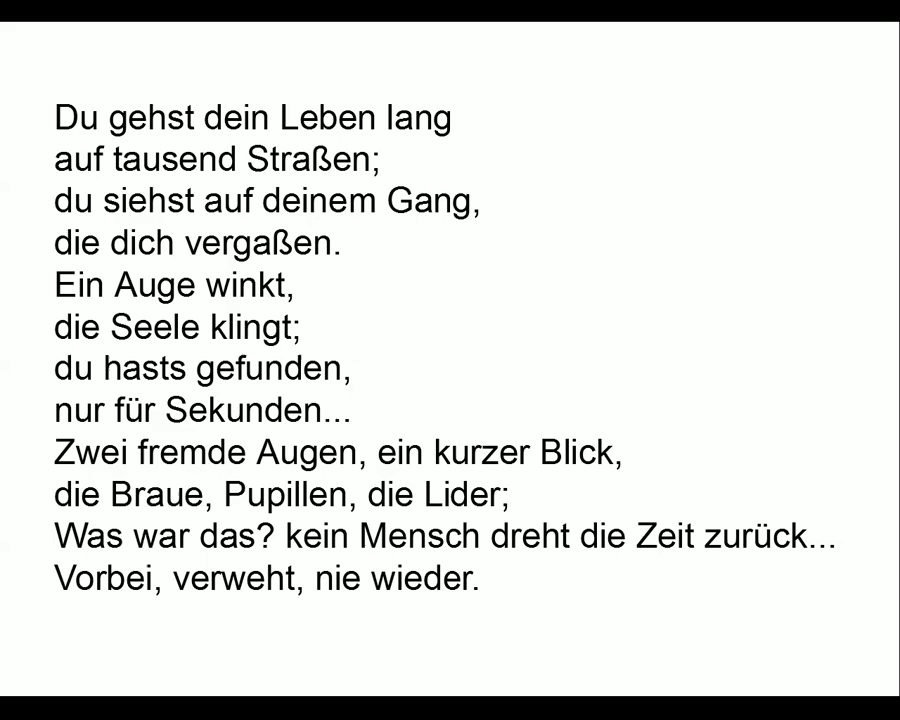 Du gehst dein Leben lang
auf tausend Straßen;
du siehst auf deinem Gang,
die dich vergaßen.
Ein Auge winkt,
die Seele klingt;
du hasts gefunden,
nur für Sekunden...
Zwei fremde Augen, ein kurzer Blick,
die Braue, Pupillen, die Lider;
Was war das? kein Mensch dreht die Zeit zurück...
Vorbei, verweht, nie wieder.